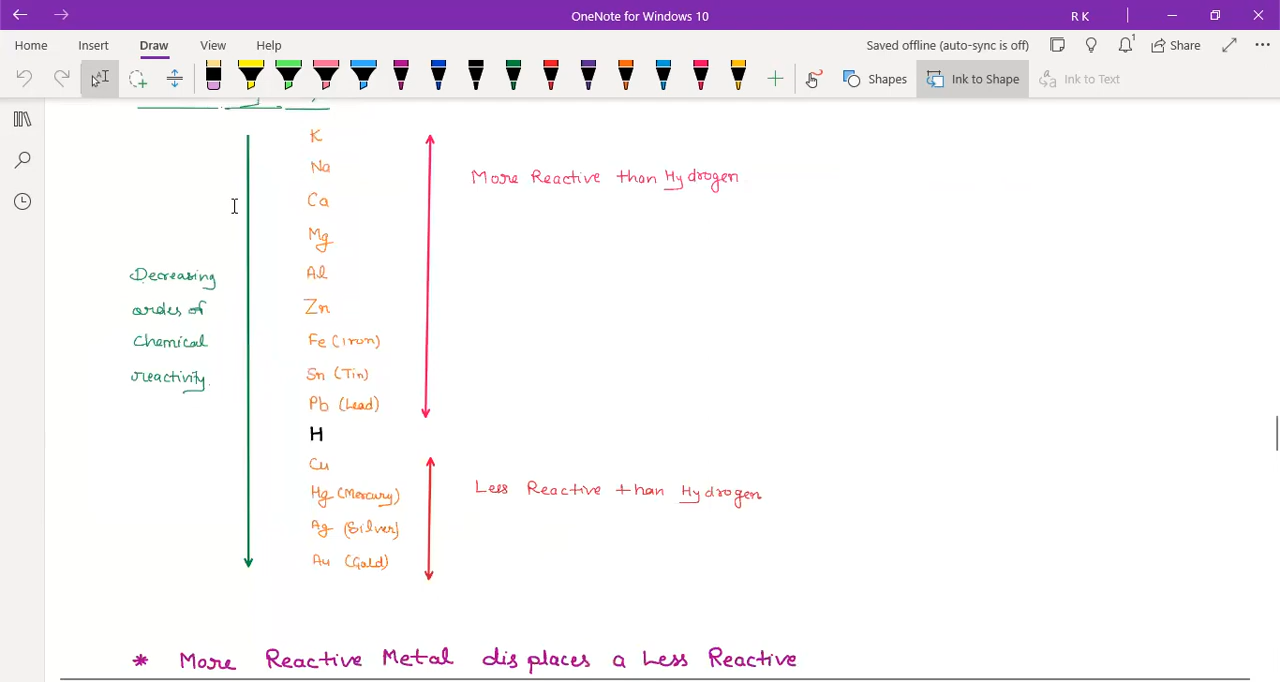 OneNote for Windows 10
R K
Home Insert Draw View Help
Saved offline (auto-sync is off)
1
Share
Shapes
Ink to Shape
Ink to Text
K
Na
More Reactive than Hydrogen
Ca
Mg
Al
Decreasing
Zn
order of
Fe (Iron)
Chemical
Sn (Tin)
reactivity.
Pb (Lead)
H
Cu
Hg (Mercury)
Less Reactive than Hydrogen
Ag (Silver)
Au (Gold)
* More Reactive Metal displaces a Less Reactive